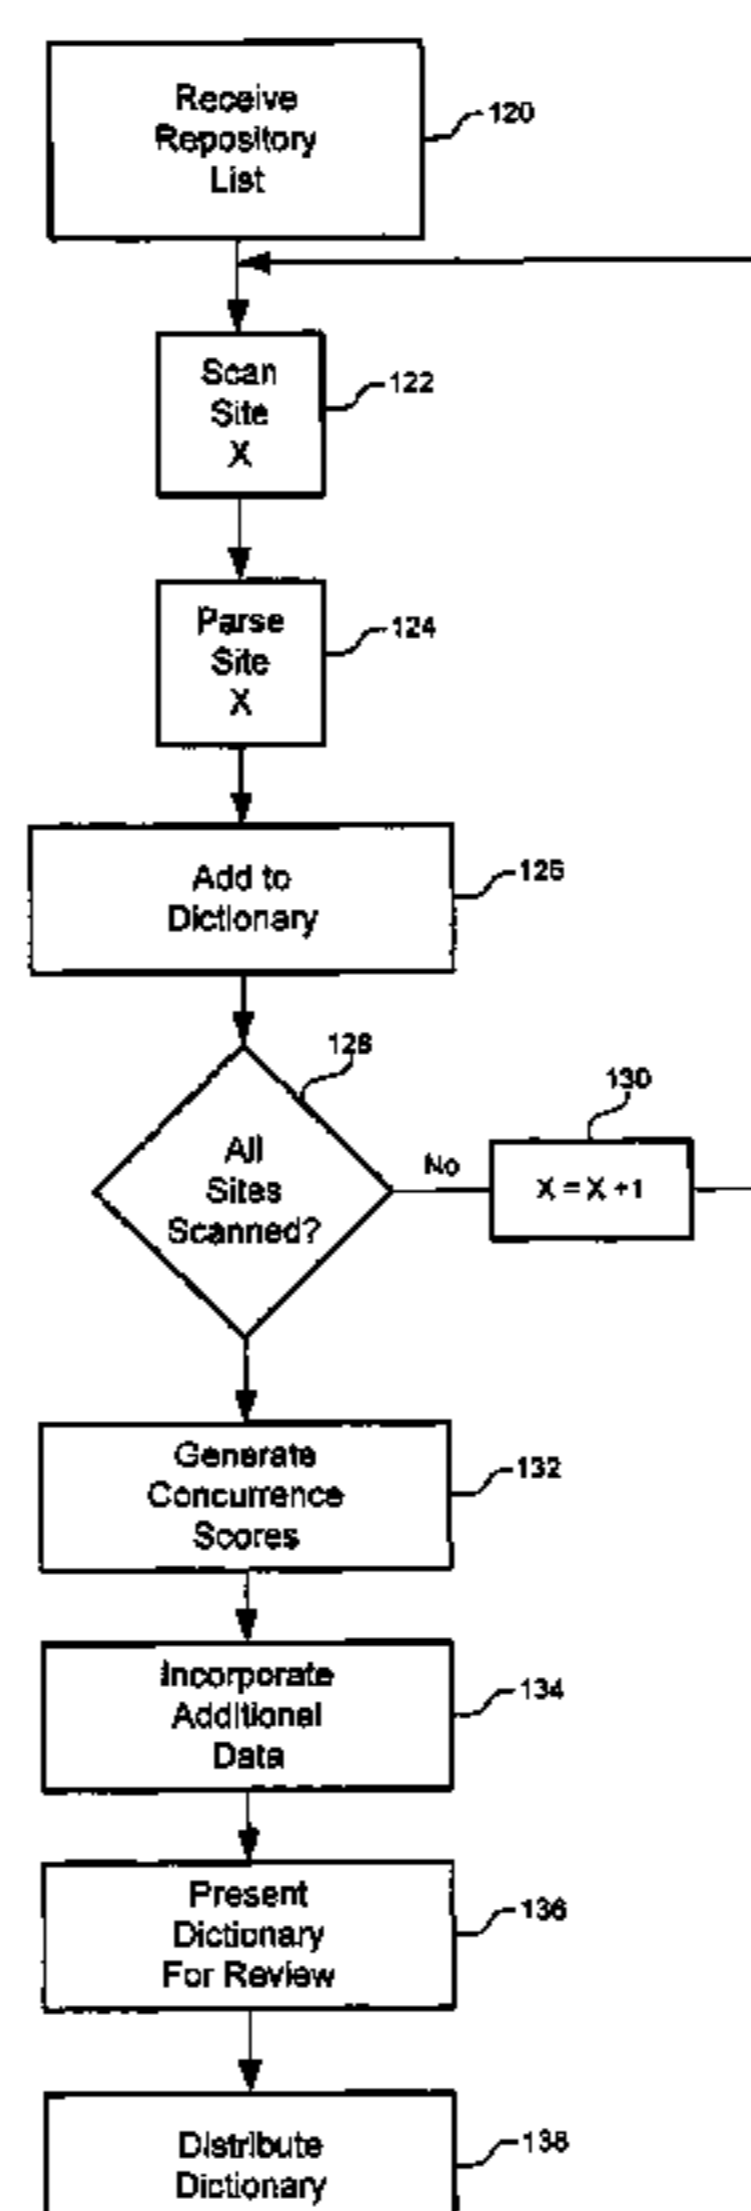 Receive
Repository
List
120
Scan
Site
X
122
Parse
Site
X
124
Add to
Dictionary
126
128
All
Sites
Scanned?
No
130
X = X +1
Generate
Concurrence
Scores
132
Incorporate
Additional
Data
134
Present
Dictionary
For Review
136
Distribute
Dictionary
138